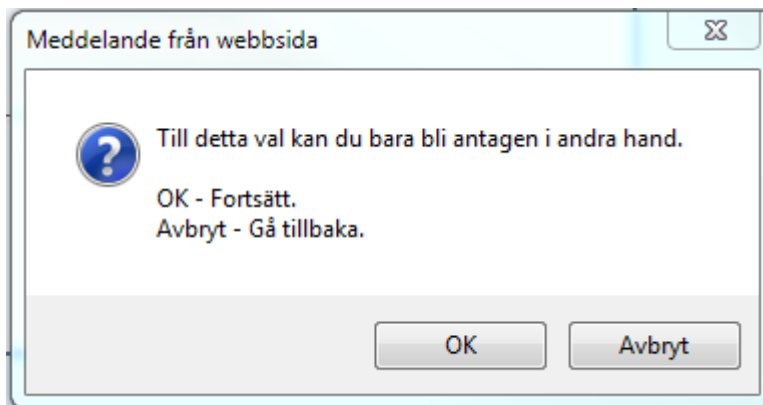 Meddelande från webbsida
Till detta val kan du bara bli antagen i andra hand.
OK - Fortsätt.
Avbryt - Gå tillbaka.
OK
Avbryt